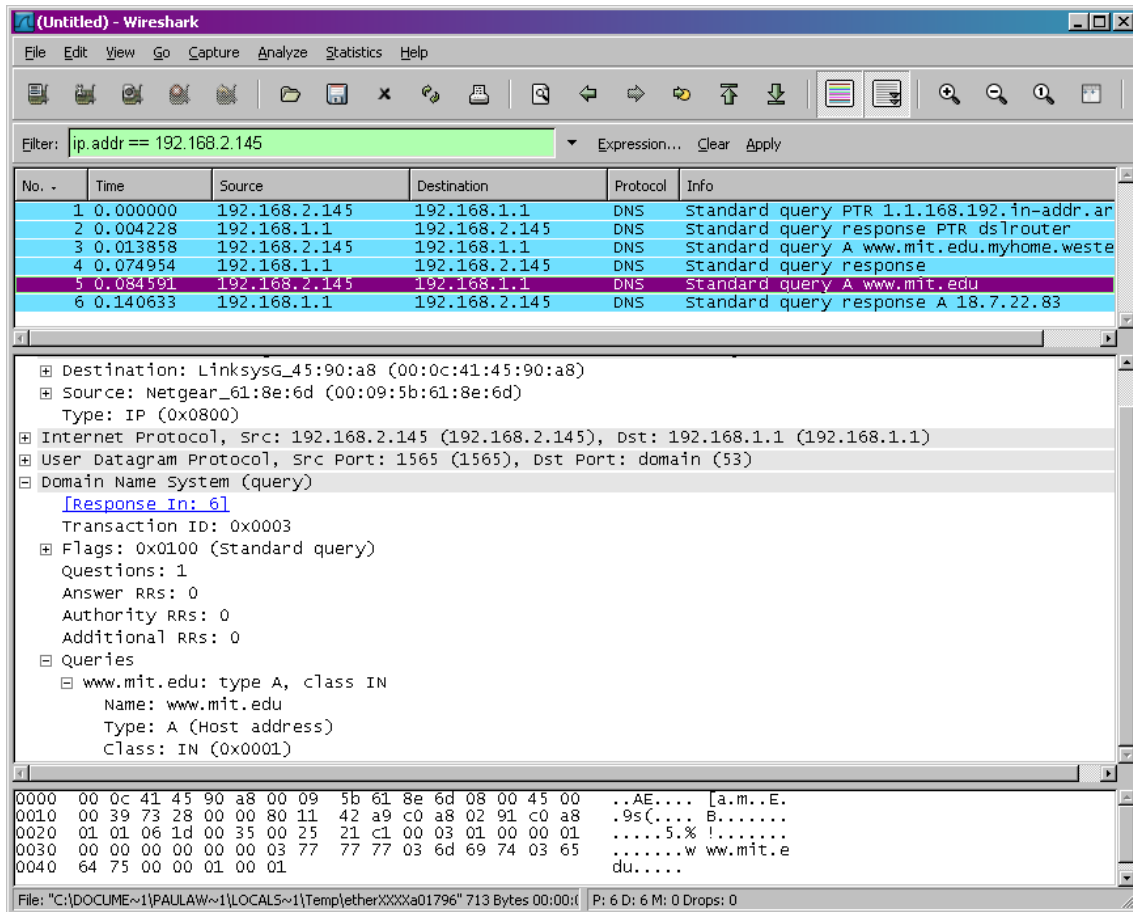 (Untitled) - Wireshark
File Edit View Go Capture Analyze Statistics Help
Filter: ip.addr == 192.168.2.145 Expression... Clear Apply
No. Time Source Destination Protocol Info
1 0.000000 192.168.2.145 192.168.1.1 DNS Standard query PTR 1.1.168.192.in-addr.ar
2 0.004228 192.168.1.1 192.168.2.145 DNS Standard query response PTR dslrouter
3 0.013858 192.168.2.145 192.168.1.1 DNS Standard query A www.mit.edu.myhome.weste
4 0.074954 192.168.1.1 192.168.2.145 DNS Standard query response
5 0.084591 192.168.2.145 192.168.1.1 DNS Standard query A www.mit.edu
6 0.140633 192.168.1.1 192.168.2.145 DNS Standard query response A 18.7.22.83
Destination: LinksysG_45:90:a8 (00:0c:41:45:90:a8)
Source: Netgear_61:8e:6d (00:09:5b:61:8e:6d)
Type: IP (0x0800)
Internet Protocol, Src: 192.168.2.145 (192.168.2.145), Dst: 192.168.1.1 (192.168.1.1)
User Datagram Protocol, Src Port: 1565 (1565), Dst Port: domain (53)
Domain Name System (query)
[Response In: 6]
Transaction ID: 0x0003
Flags: 0x0100 (Standard query)
Questions: 1
Answer RRs: 0
Authority RRs: 0
Additional RRs: 0
Queries
www.mit.edu: type A, class IN
Name: www.mit.edu
Type: A (Host address)
Class: IN (0x0001)
0000 00 0c 41 45 90 a8 00 09 5b 61 8e 6d 08 00 45 00 ..AE.... [a.m..E.
0010 00 39 73 28 00 00 80 11 42 a9 c0 a8 02 91 c0 a8 .9s(.... B.......
0020 01 01 06 1d 00 35 00 25 21 c1 00 03 01 00 00 01 .....5.% !.......
0030 00 00 00 00 00 00 03 77 77 77 03 6d 69 74 03 65 .......w ww.mit.e
0040 64 75 00 00 01 00 01 du.....
File: "C:\DOCUME~1\PAULAW~1\LOCALS~1\Temp\etherXXXXa01796" 713 Bytes 00:00:( P: 6 D: 6 M: 0 Drops: 0